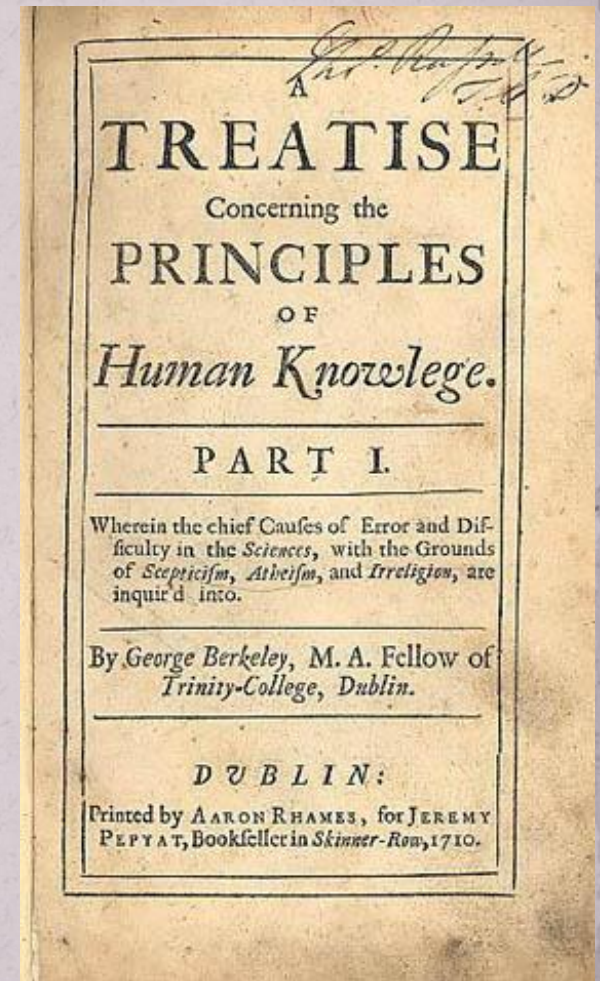 A
TREATISE
Concerning the
PRINCIPLES
OF
Human Knowlege.
PART I.
Wherein the chief Cauſes of Error and Dif-
ficulty in the Sciences, with the Grounds
of Scepticiſm, Atheiſm, and Irreligion, are
inquir'd into.
By George Berkeley, M. A. Fellow of
Trinity-College, Dublin.
DVBLIN:
Printed by AARON RHAMES, for JEREMY
PEPYAT, Bookſeller in Skinner-Row, 1710.